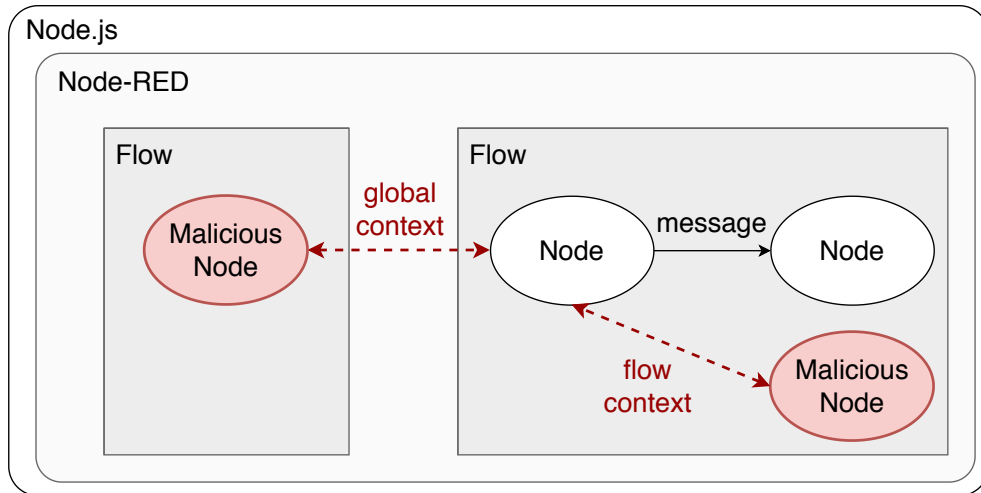 Node.js
Node-RED
Flow
Malicious
Node
global
context
Flow
Node
message
Node
flow
context
Malicious
Node